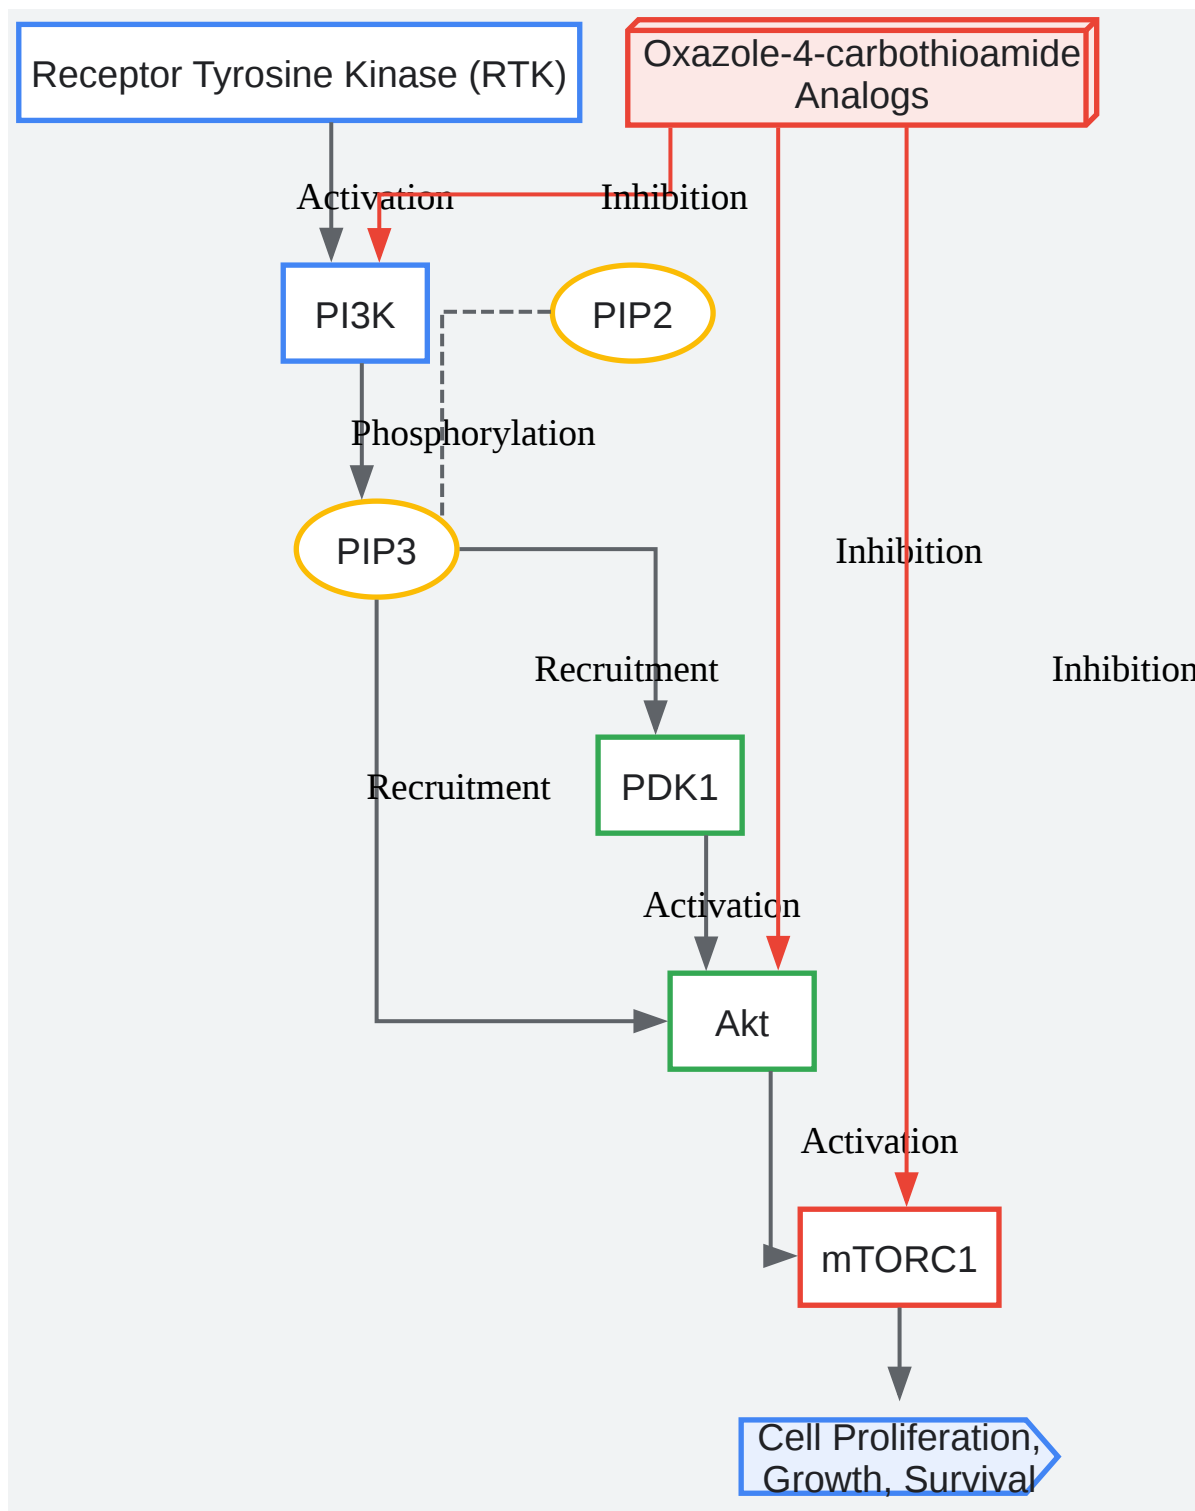 Receptor Tyrosine Kinase (RTK)
Oxazole-4-carbothioamide
Analogs
Activation
Inhibition
PI3K
PIP2
Phosphorylation
PIP3
Inhibition
Recruitment
Inhibition
Recruitment
PDK1
Activation
Akt
Activation
mTORC1
Cell Proliferation,
Growth, Survival